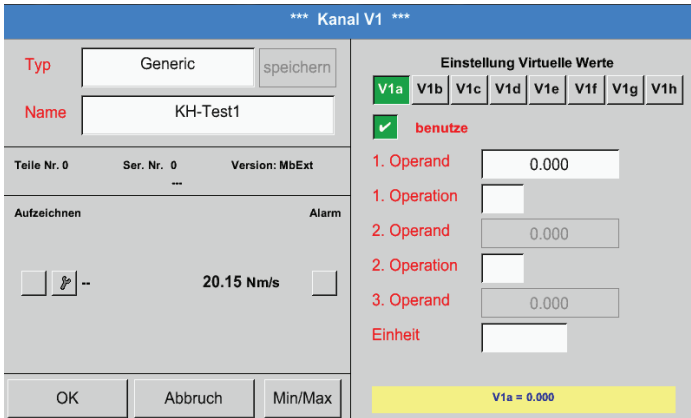 *** Kanal V1 ***
Typ
Generic
speichern
Name
KH-Test1
Teile Nr. 0
Ser. Nr. 0
Version: MbExt
---
Aufzeichnen
Alarm
--
20.15 Nm/s
OK
Abbruch
Min/Max
Einstellung Virtuelle Werte
V1a V1b V1c V1d V1e V1f V1g V1h
benutze
1. Operand
0.000
1. Operation
2. Operand
0.000
2. Operation
3. Operand
0.000
Einheit
V1a = 0.000